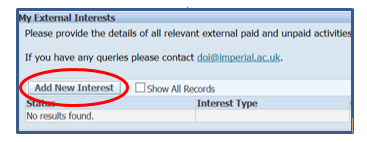 My External Interests
Please provide the details of all relevant external paid and unpaid activities
If you have any queries please contact doi@imperial.ac.uk.
Add New Interest Show All Records
Status Interest Type
No results found.